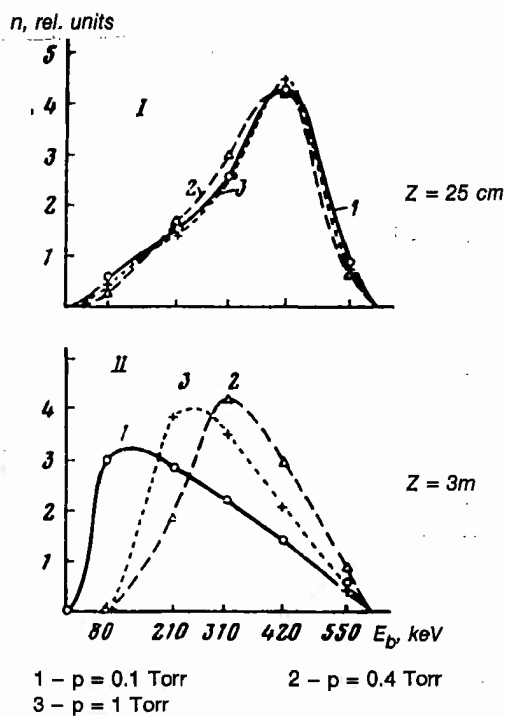 n, rel. units
5
4
3
2
1
I
2
3
1
Z = 25 cm
II
4
3
2
1
1
3
2
Z = 3m
80 210 310 420 550 E_b, keV
1 – p = 0.1 Torr 2 – p = 0.4 Torr
3 – p = 1 Torr